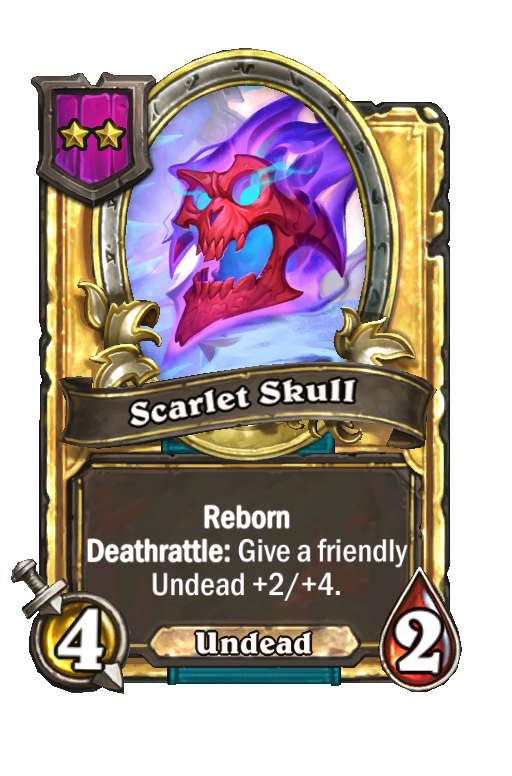 Scarlet Skull
Reborn
Deathrattle: Give a friendly
Undead +2/+4.
4
Undead
2